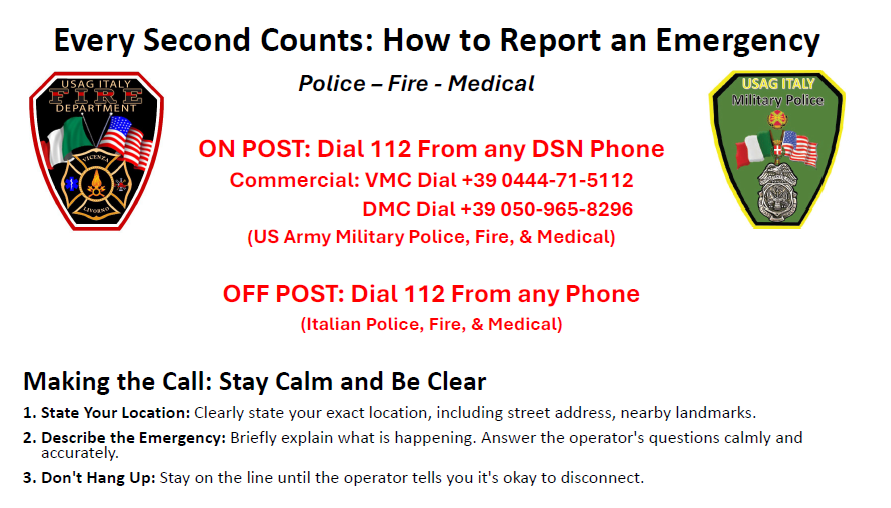 Every Second Counts: How to Report an Emergency
Police – Fire - Medical
USAG ITALY
FIRE
DEPARTMENT
VICENZA
LIVORNO
USAG ITALY
Military Police
ON POST: Dial 112 From any DSN Phone
Commercial: VMC Dial +39 0444-71-5112
DMC Dial +39 050-965-8296
(US Army Military Police, Fire, & Medical)
OFF POST: Dial 112 From any Phone
(Italian Police, Fire, & Medical)
Making the Call: Stay Calm and Be Clear
1. State Your Location: Clearly state your exact location, including street address, nearby landmarks.
2. Describe the Emergency: Briefly explain what is happening. Answer the operator's questions calmly and
accurately.
3. Don't Hang Up: Stay on the line until the operator tells you it's okay to disconnect.